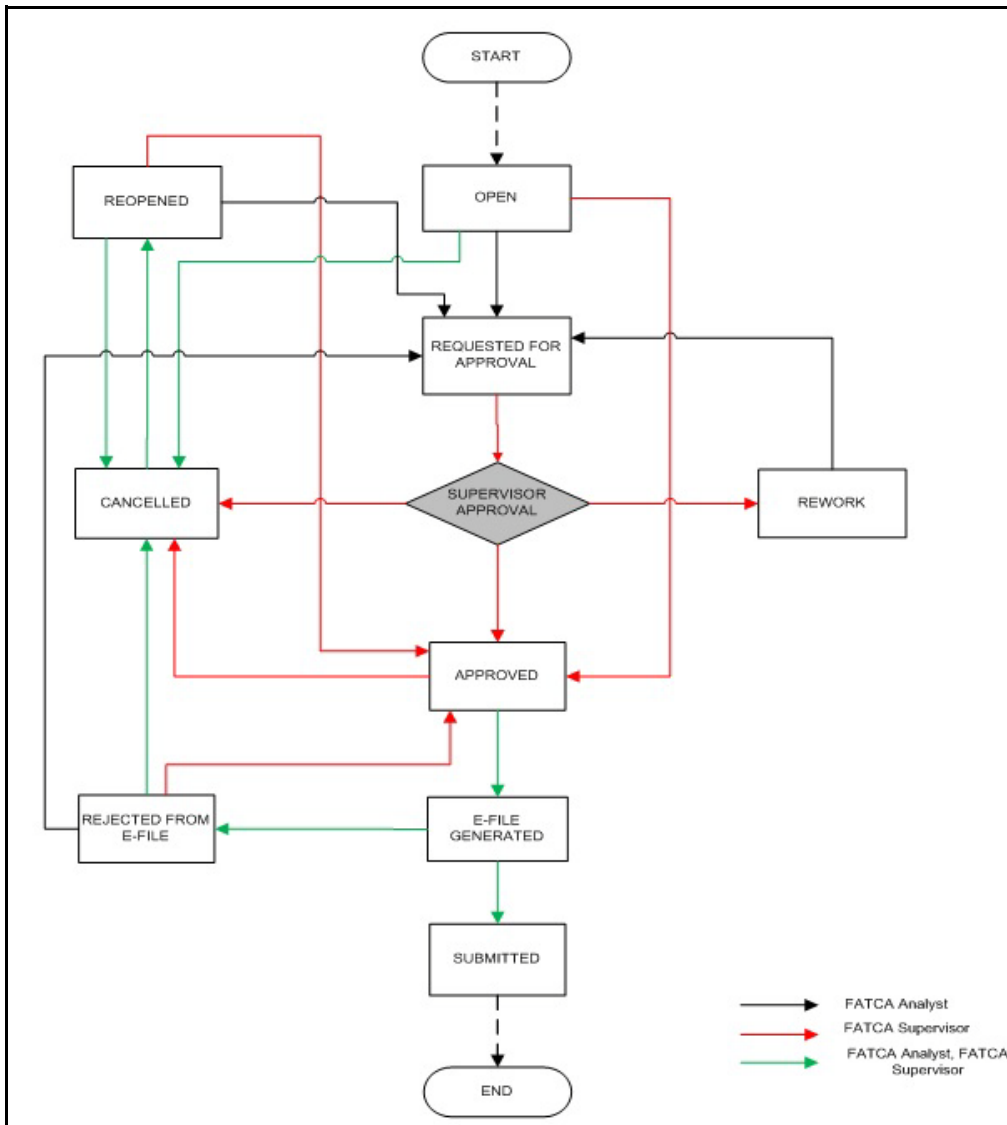 START
REOPENED
OPEN
REQUESTED FOR
APPROVAL
CANCELLED
SUPERVISOR
APPROVAL
REWORK
APPROVED
REJECTED FROM
E-FILE
E-FILE
GENERATED
SUBMITTED
END
FATCA Analyst
FATCA Supervisor
FATCA Analyst, FATCA
Supervisor